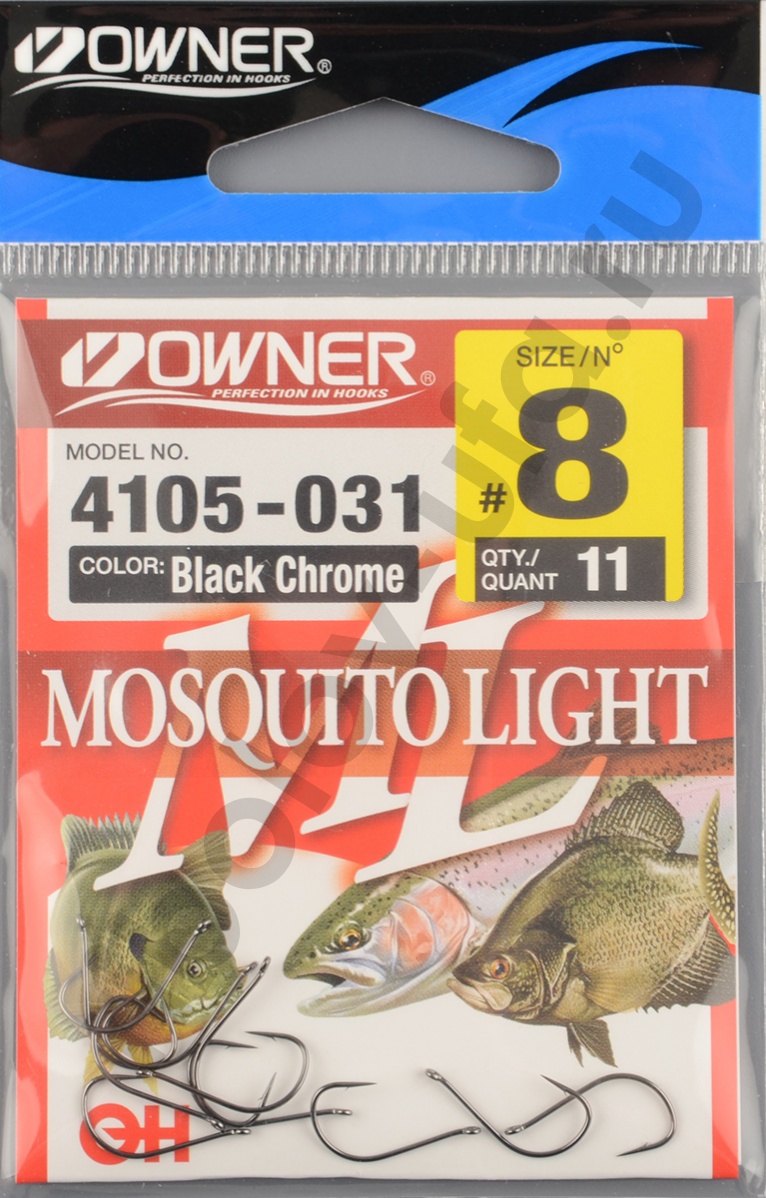 OWNER®
PERFECTION IN HOOKS
OWNER®
PERFECTION IN HOOKS
SIZE/N°
#8
MODEL NO.
4105-031
COLOR: Black Chrome
QTY./
QUANT 11
ML
MOSQUITO LIGHT
OH